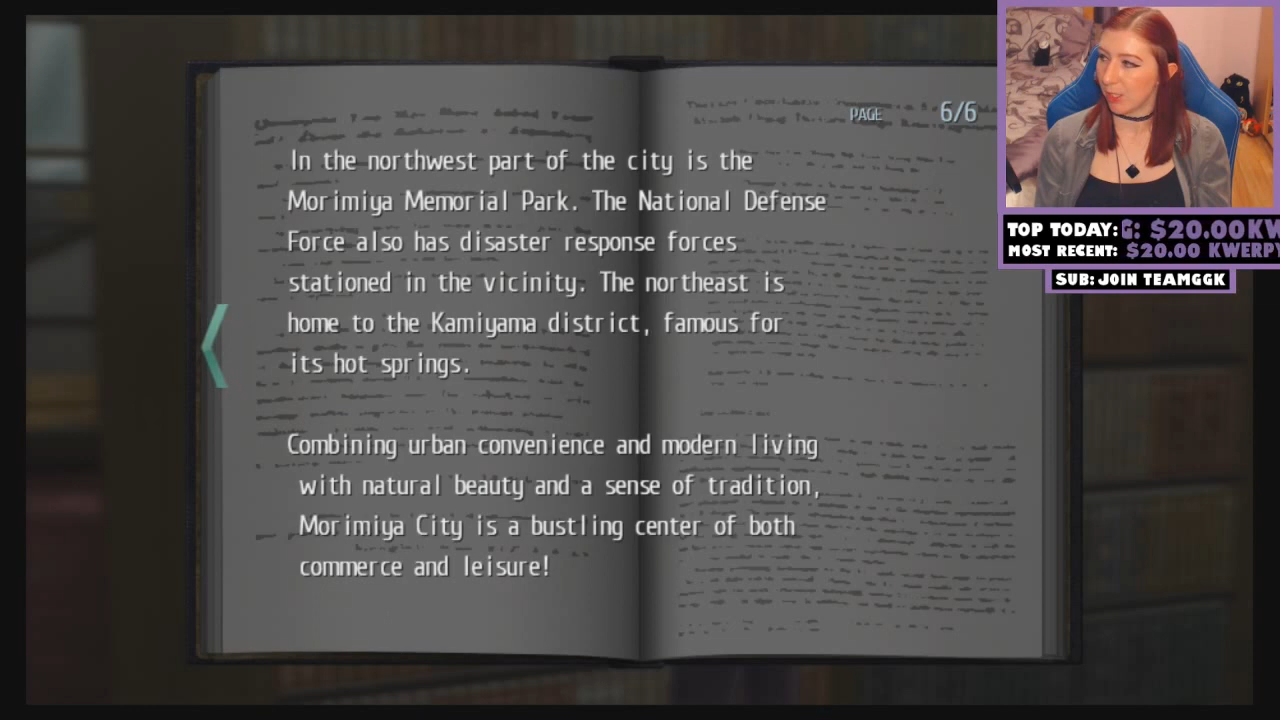 PAGE 6/6
In the northwest part of the city is the
Morimiya Memorial Park. The National Defense
Force also has disaster response forces
stationed in the vicinity. The northeast is
home to the Kamiyama district, famous for
its hot springs.
Combining urban convenience and modern living
with natural beauty and a sense of tradition,
Morimiya City is a bustling center of both
commerce and leisure!
TOP TODAY: G: $20.00KW
MOST RECENT: $20.00 KWERPY
SUB: JOIN TEAMGGK